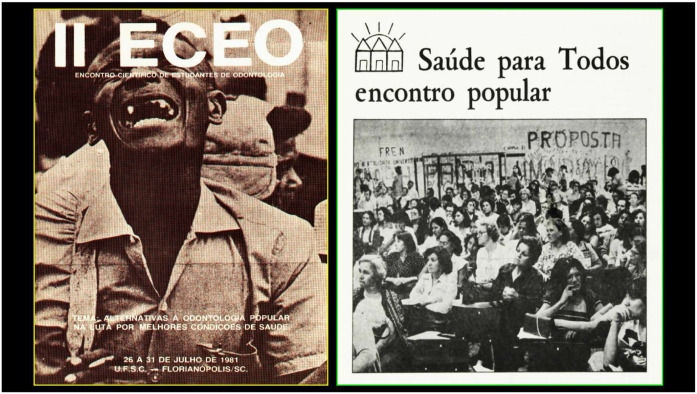 II ECEO
ENCONTRO CIENTÍFICO DE ESTUDANTES DE ODONTOLOGIA
TEMA: ALTERNATIVAS À ODONTOLOGIA POPULAR
NA LUTA POR MELHORES CONDIÇÕES DE SAÚDE
26 A 31 DE JULHO DE 1981
U.F.S.C. — FLORIANÓPOLIS/SC.
Saúde para Todos
encontro popular
FREN
PROPOSTA